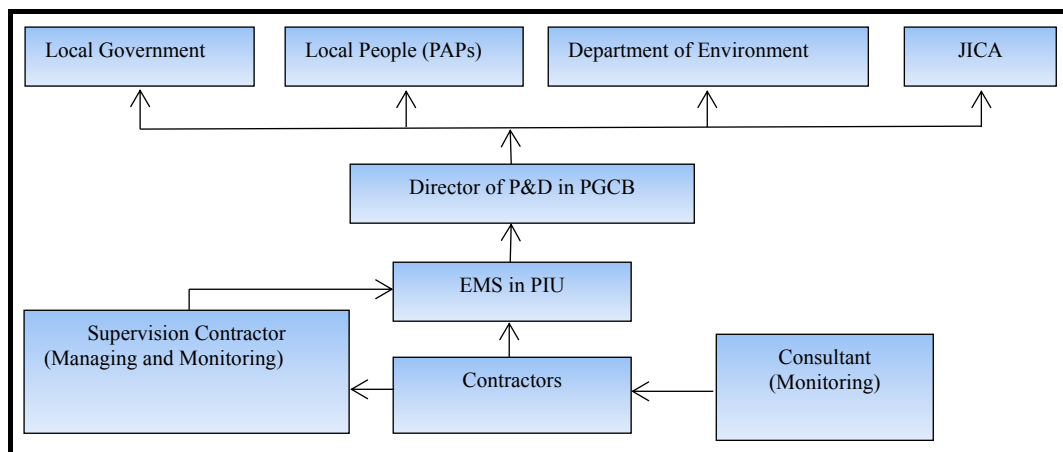 Local Government
Local People (PAPs)
Department of Environment
JICA
Director of P&D in PGCB
EMS in PIU
Supervision Contractor
(Managing and Monitoring)
Contractors
Consultant
(Monitoring)